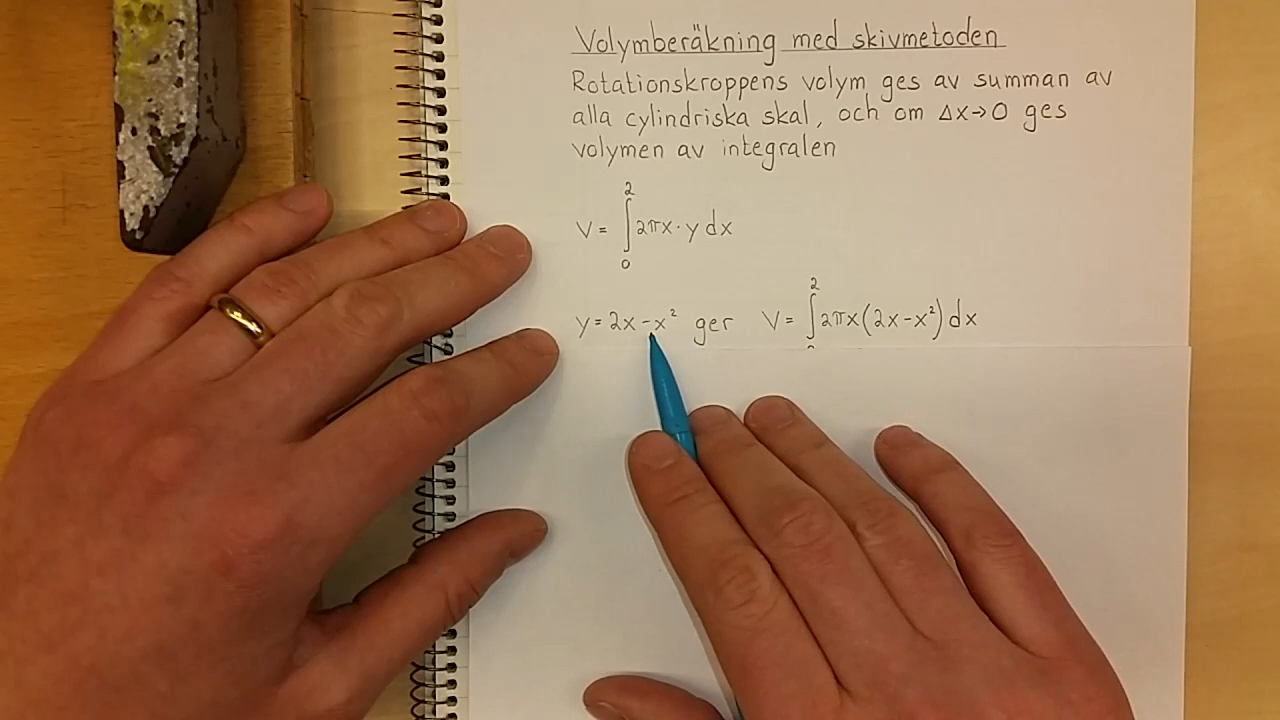 Volymberäkning med skivmetoden
Rotationskroppens volym ges av summan av
alla cylindriska skal, och om Δx→0 ges
volymen av integralen
V = ∫₀² 2πx · y dx
y = 2x - x² ger V = ∫² 2πx(2x - x²) dx